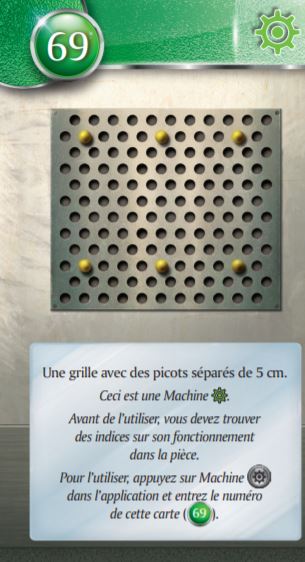 69
Une grille avec des picots séparés de 5 cm.
Ceci est une Machine.
Avant de l'utiliser, vous devez trouver
des indices sur son fonctionnement
dans la pièce.
Pour l'utiliser, appuyez sur Machine
dans l'application et entrez le numéro
de cette carte (69).